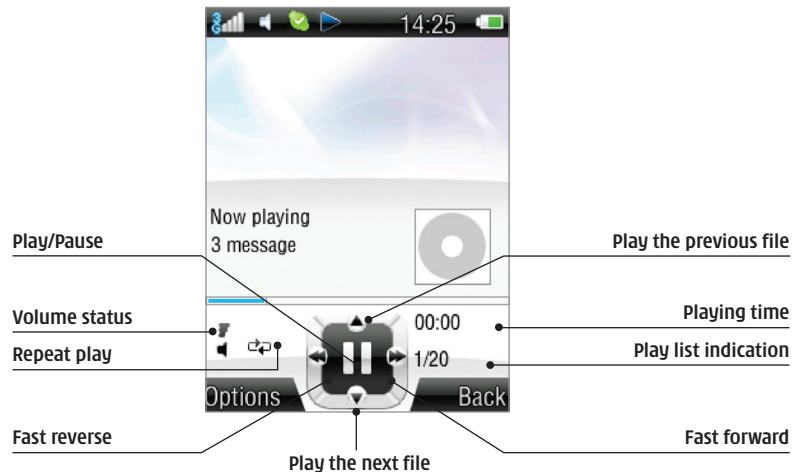 3G 14:25
Now playing
3 message
Play/Pause
Play the previous file
Volume status
00:00
Playing time
Repeat play
1/20
Play list indication
Options
Back
Fast reverse
Fast forward
Play the next file